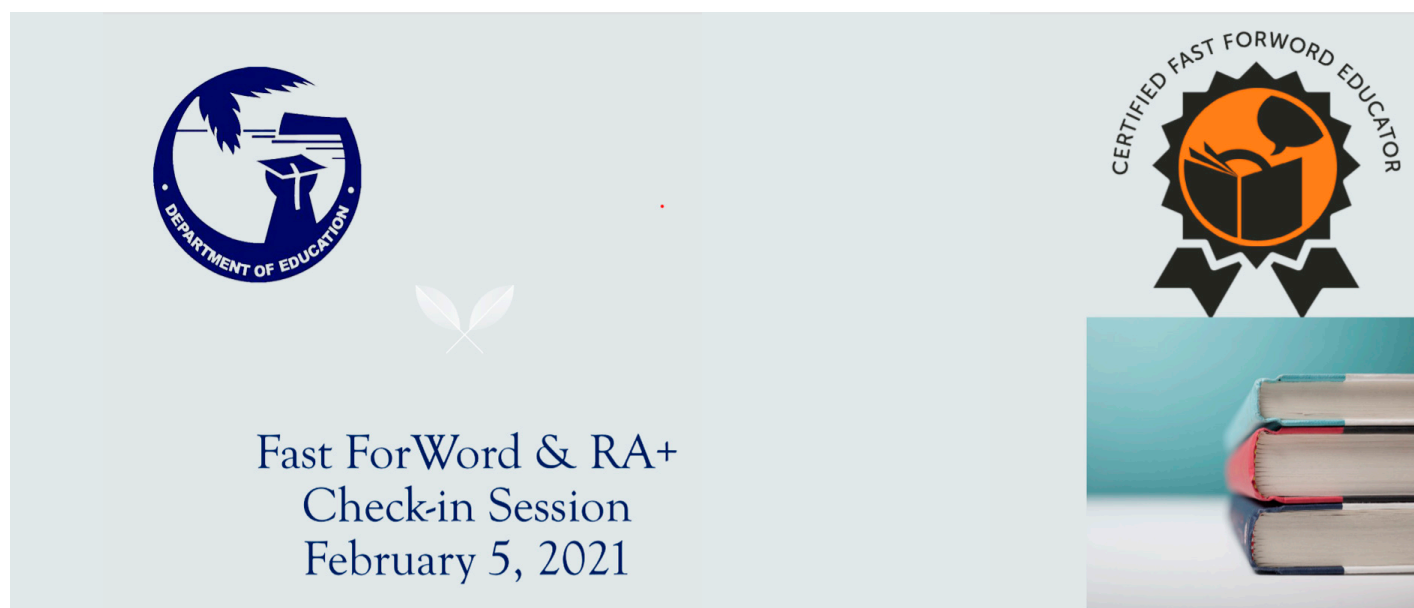 CERTIFIED FAST FORWORD EDUCATOR
DEPARTMENT OF EDUCATION
Fast ForWord & RA+
Check-in Session
February 5, 2021